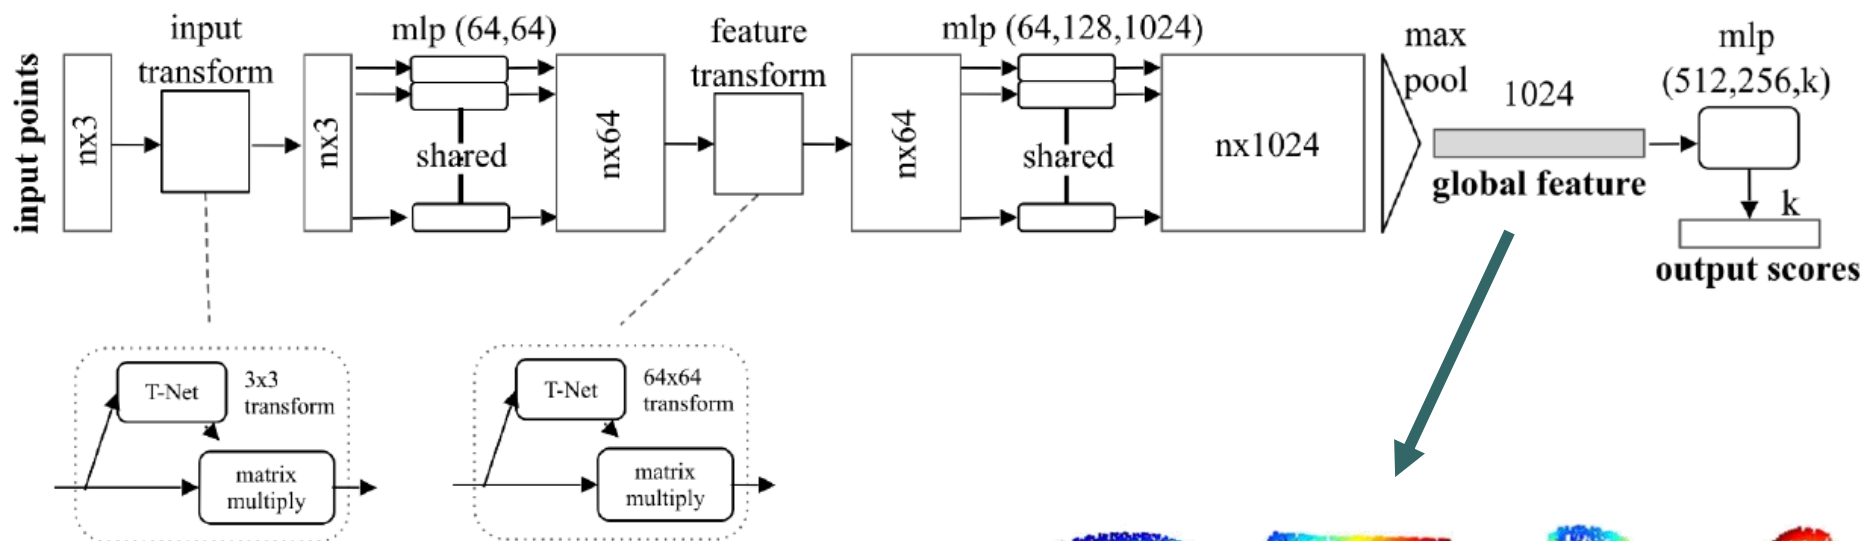 input points
nx3
input
transform
nx3
mlp (64,64)
shared
nx64
feature
transform
nx64
mlp (64,128,1024)
shared
nx1024
max
pool
1024
global feature
mlp
(512,256,k)
k
output scores
T-Net
3x3
transform
matrix
multiply
T-Net
64x64
transform
matrix
multiply